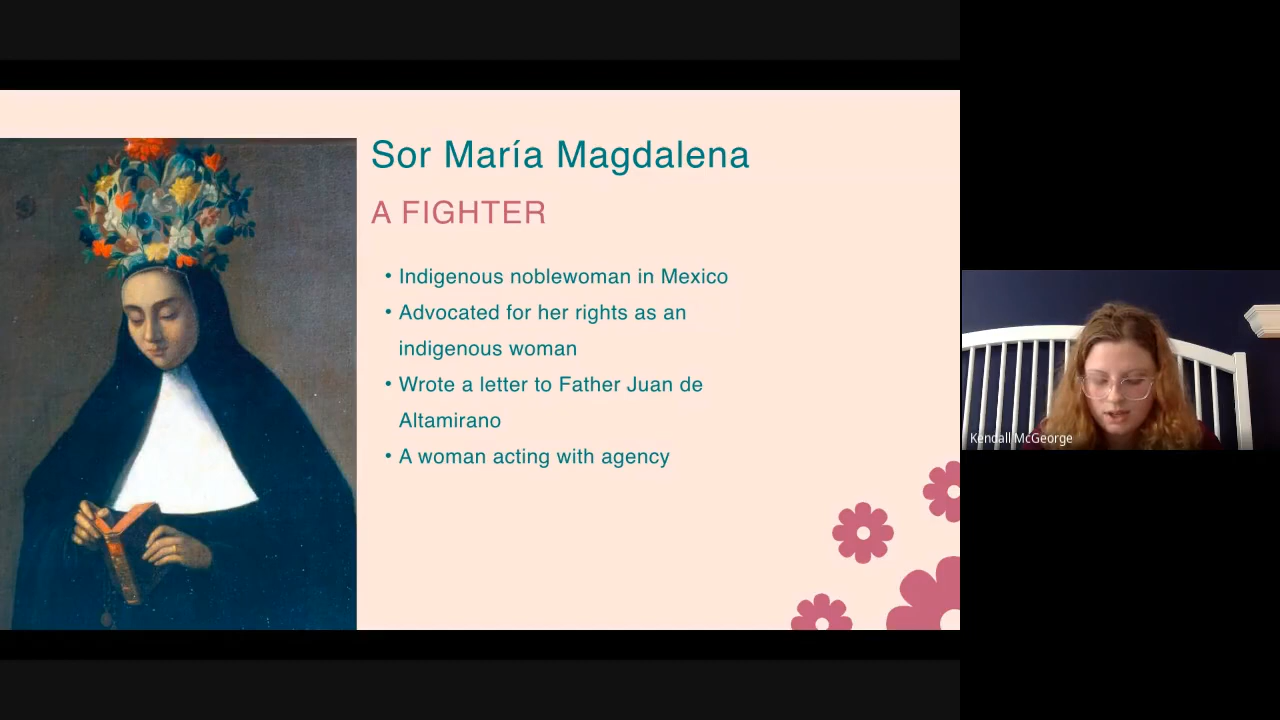 Sor María Magdalena
A FIGHTER
• Indigenous noblewoman in Mexico
• Advocated for her rights as an
indigenous woman
• Wrote a letter to Father Juan de
Altamirano
• A woman acting with agency
Kendall McGeorge